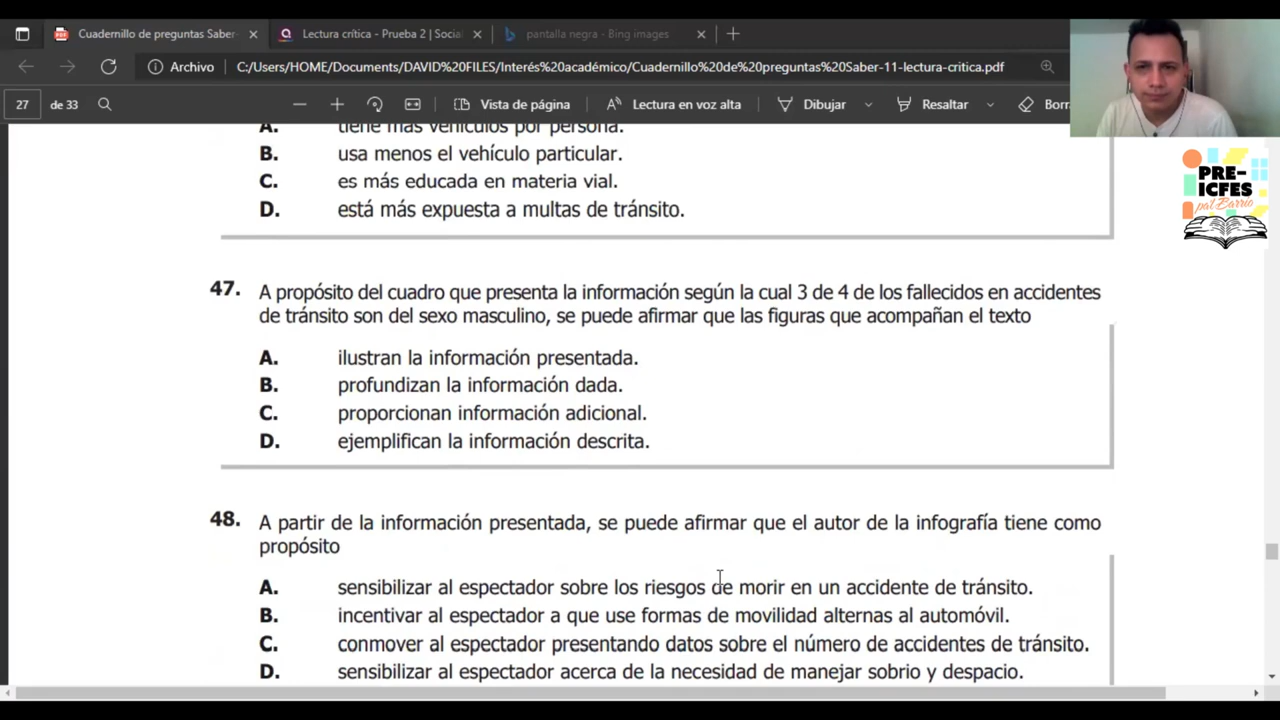 Cuadernillo de preguntas Saber-
Lectura crítica - Prueba 2 | Social
pantalla negra - Bing images
Archivo
C:/Users/HOME/Documents/DAVID%20FILES/Interés%20académico/Cuadernillo%20de%20preguntas%20Saber-11-lectura-critica.pdf
27 de 33
Vista de página
Lectura en voz alta
Dibujar
Resaltar
Borra
PRE-
ICFES
pal Barrio
A. tiene más vehículos por persona.
B. usa menos el vehículo particular.
C. es más educada en materia vial.
D. está más expuesta a multas de tránsito.
47. A propósito del cuadro que presenta la información según la cual 3 de 4 de los fallecidos en accidentes
de tránsito son del sexo masculino, se puede afirmar que las figuras que acompañan el texto
A. ilustran la información presentada.
B. profundizan la información dada.
C. proporcionan información adicional.
D. ejemplifican la información descrita.
48. A partir de la información presentada, se puede afirmar que el autor de la infografía tiene como
propósito
A. sensibilizar al espectador sobre los riesgos de morir en un accidente de tránsito.
B. incentivar al espectador a que use formas de movilidad alternas al automóvil.
C. conmover al espectador presentando datos sobre el número de accidentes de tránsito.
D. sensibilizar al espectador acerca de la necesidad de manejar sobrio y despacio.